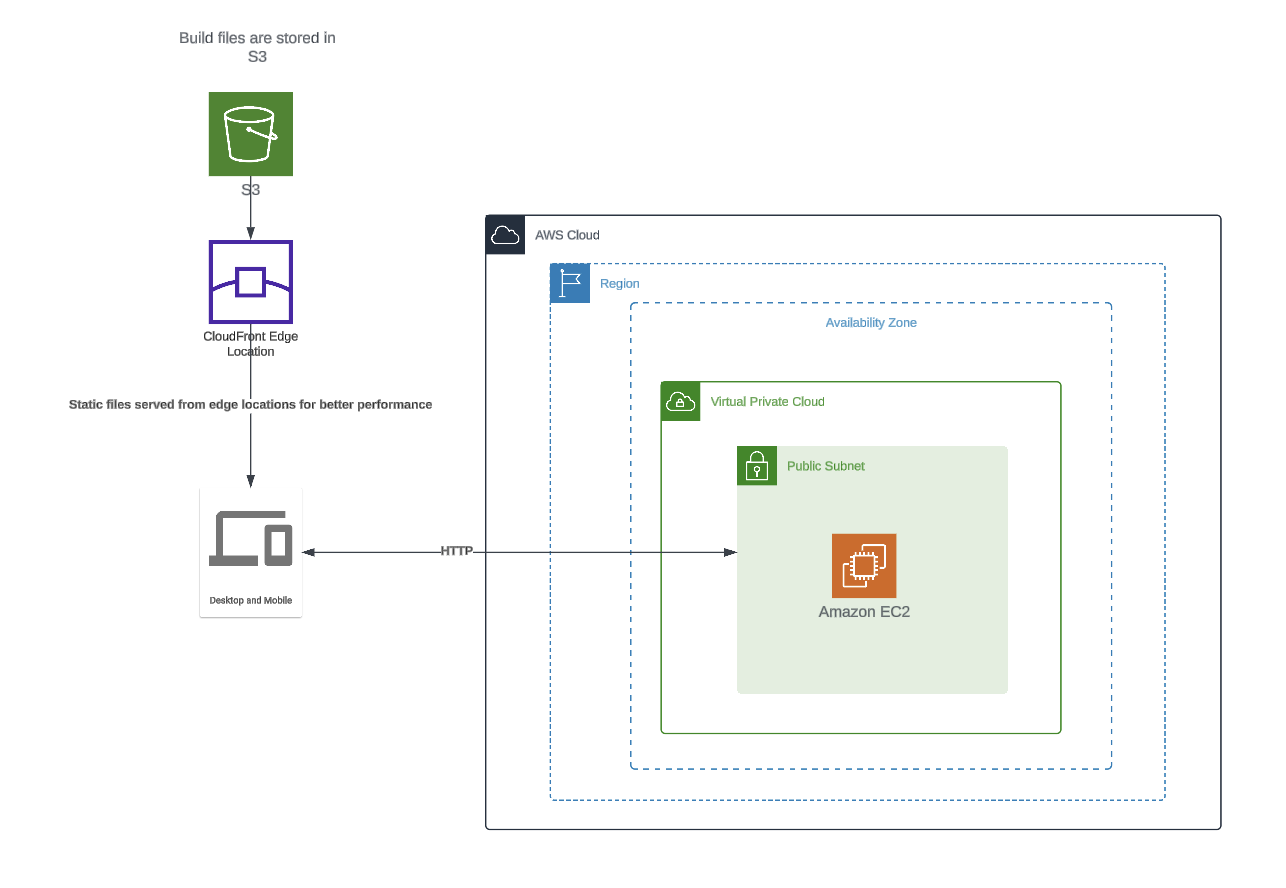 Build files are stored in
S3
S3
CloudFront Edge
Location
Static files served from edge locations for better performance
Desktop and Mobile
HTTP
AWS Cloud
Region
Availability Zone
Virtual Private Cloud
Public Subnet
Amazon EC2